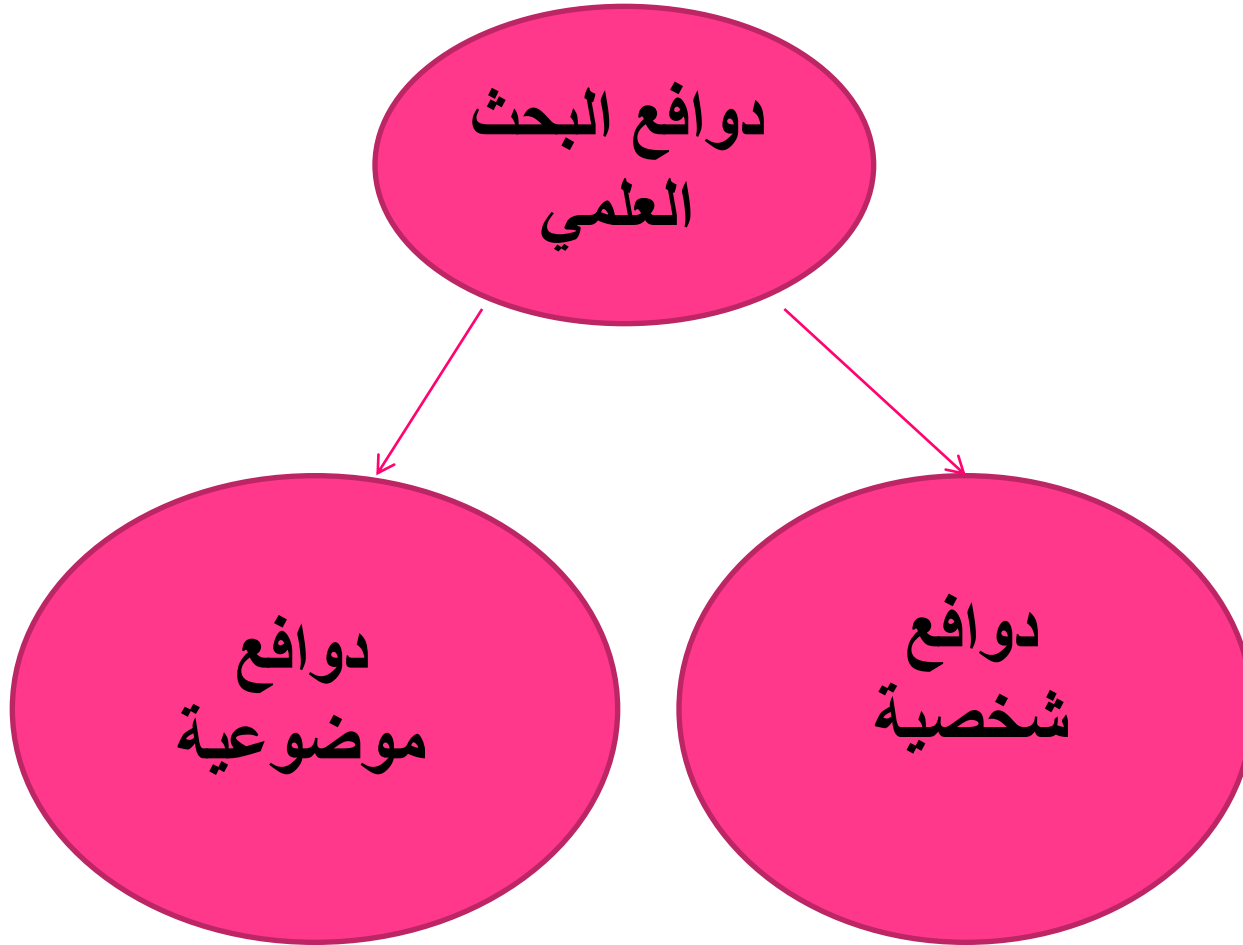 دوافع البحث
العلمي
دوافع
شخصية
دوافع
موضوعية